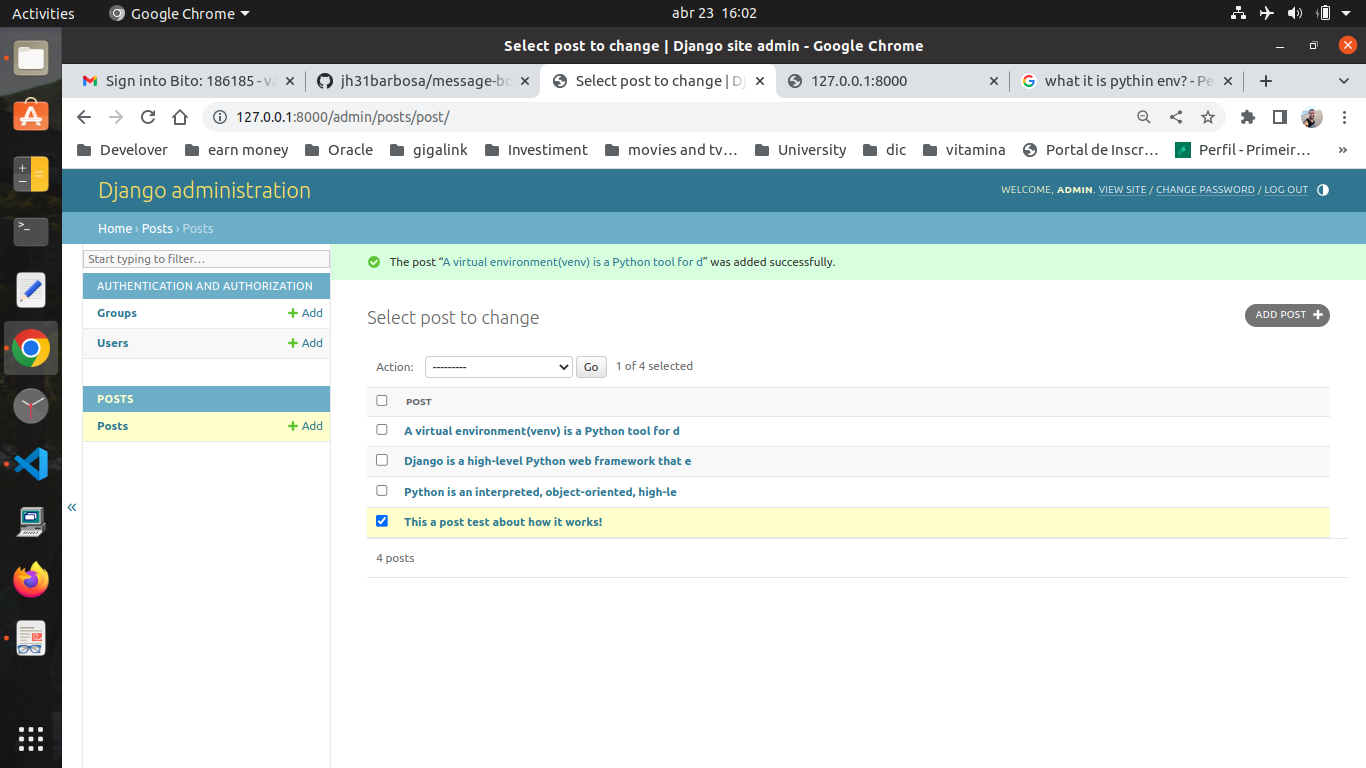 Activities Google Chrome abr 23 16:02
Select post to change | Django site admin - Google Chrome
Sign into Bito: 186185 - va jh31barbosa/message-bo Select post to change | Dj 127.0.0.1:8000 what it is pythin env? - Pe
127.0.0.1:8000/admin/posts/post/
Develover earn money Oracle gigalink Investiment movies and tv… University dic vitamina Portal de Inscr… Perfil - Primeir… »
Django administration WELCOME, ADMIN. VIEW SITE / CHANGE PASSWORD / LOG OUT
Home › Posts › Posts
Start typing to filter…
The post “A virtual environment(venv) is a Python tool for d” was added successfully.
AUTHENTICATION AND AUTHORIZATION
Groups + Add
Users + Add
POSTS
Posts + Add
«
Select post to change ADD POST +
Action: --------- Go 1 of 4 selected
POST
A virtual environment(venv) is a Python tool for d
Django is a high-level Python web framework that e
Python is an interpreted, object-oriented, high-le
This a post test about how it works!
4 posts